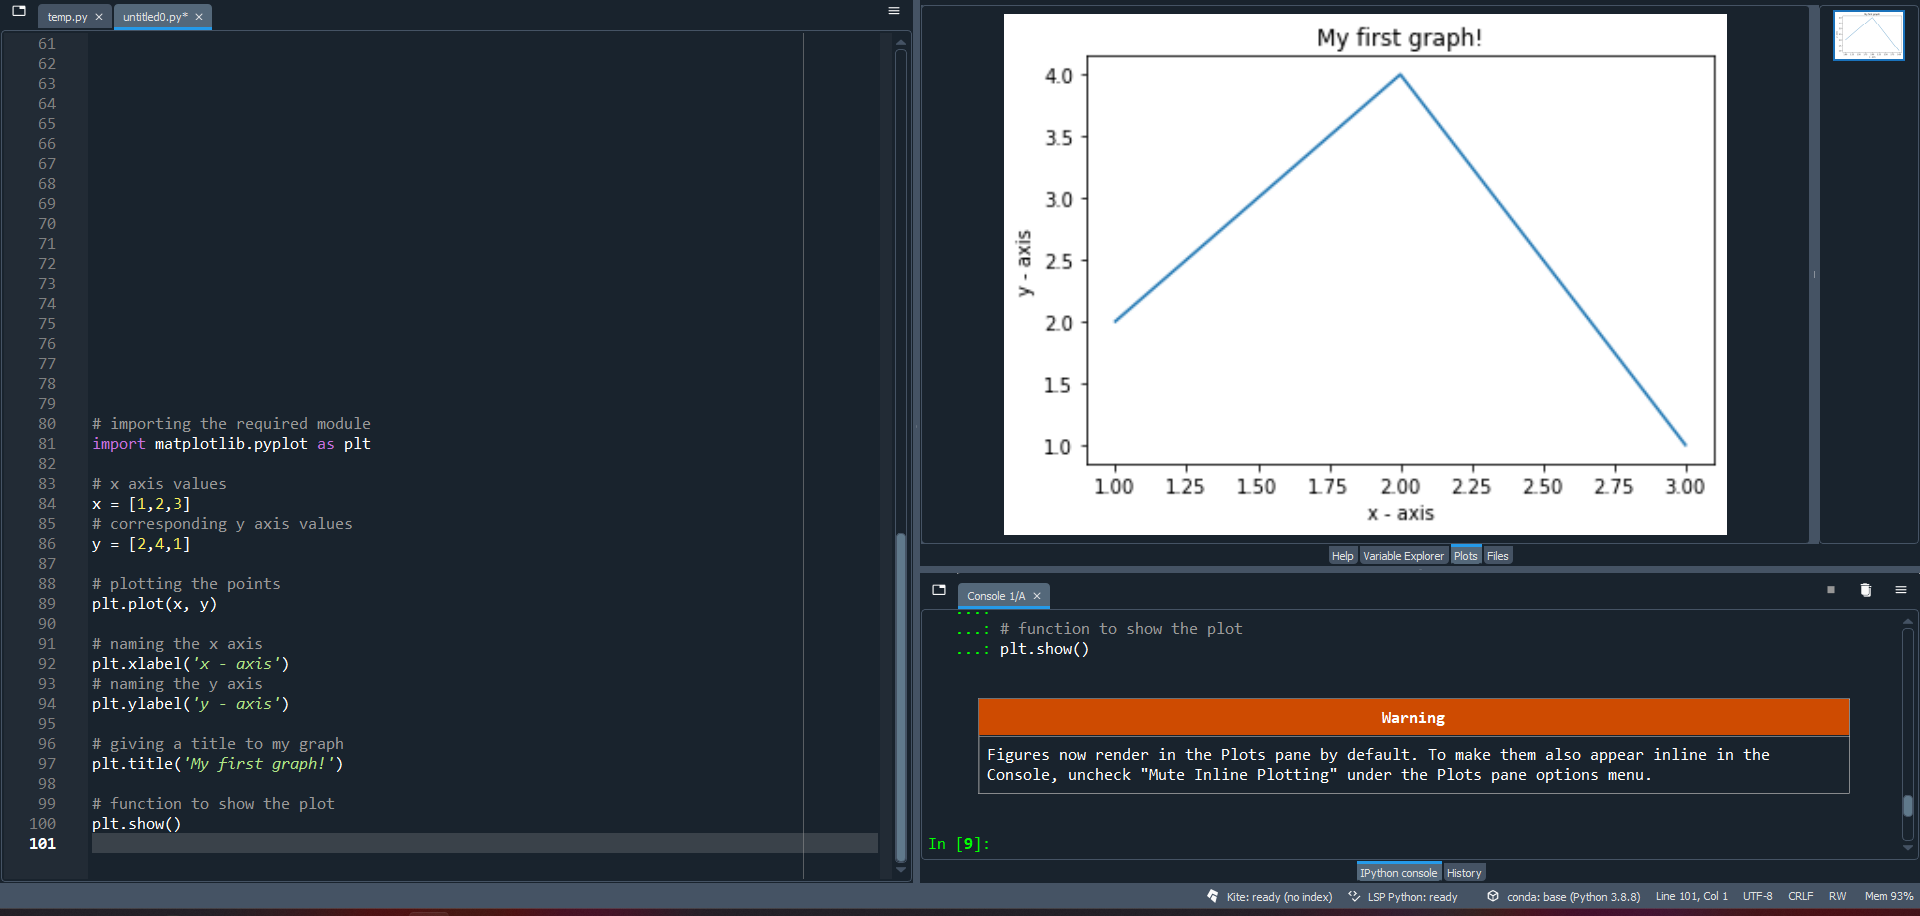 temp.py
untitled0.py*
61
62
63
64
65
66
67
68
69
70
71
72
73
74
75
76
77
78
79
80 # importing the required module
81 import matplotlib.pyplot as plt
82
83 # x axis values
84 x = [1,2,3]
85 # corresponding y axis values
86 y = [2,4,1]
87
88 # plotting the points
89 plt.plot(x, y)
90
91 # naming the x axis
92 plt.xlabel('x - axis')
93 # naming the y axis
94 plt.ylabel('y - axis')
95
96 # giving a title to my graph
97 plt.title('My first graph!')
98
99 # function to show the plot
100 plt.show()
101
My first graph!
4.0
3.5
3.0
2.5
2.0
1.5
1.0
y - axis
1.00 1.25 1.50 1.75 2.00 2.25 2.50 2.75 3.00
x - axis
Help Variable Explorer Plots Files
Console 1/A
...:
...: # function to show the plot
...: plt.show()
Warning
Figures now render in the Plots pane by default. To make them also appear inline in the
Console, uncheck "Mute Inline Plotting" under the Plots pane options menu.
In [9]:
IPython console History
Kite: ready (no index) LSP Python: ready conda: base (Python 3.8.8) Line 101, Col 1 UTF-8 CRLF RW Mem 93%